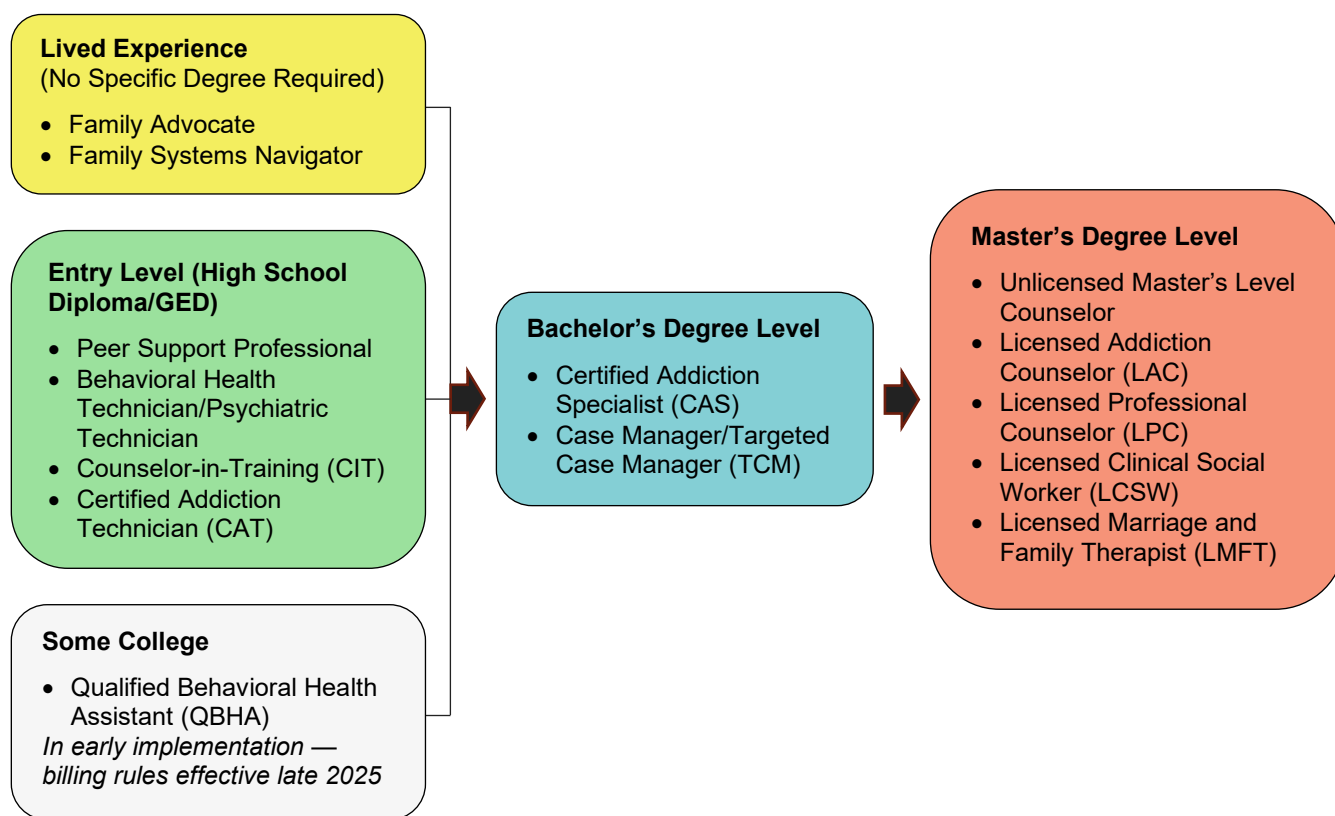 Lived Experience
(No Specific Degree Required)
• Family Advocate
• Family Systems Navigator
Entry Level (High School
Diploma/GED)
• Peer Support Professional
• Behavioral Health
Technician/Psychiatric
Technician
• Counselor-in-Training (CIT)
• Certified Addiction
Technician (CAT)
Some College
• Qualified Behavioral Health
Assistant (QBHA)
In early implementation —
billing rules effective late 2025
Bachelor’s Degree Level
• Certified Addiction
Specialist (CAS)
• Case Manager/Targeted
Case Manager (TCM)
Master’s Degree Level
• Unlicensed Master’s Level
Counselor
• Licensed Addiction
Counselor (LAC)
• Licensed Professional
Counselor (LPC)
• Licensed Clinical Social
Worker (LCSW)
• Licensed Marriage and
Family Therapist (LMFT)